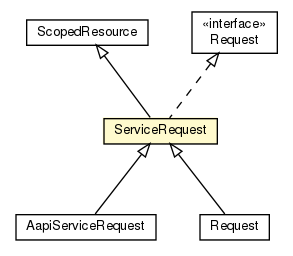 ScopedResource
«interface»
Request
ServiceRequest
AapiServiceRequest
Request